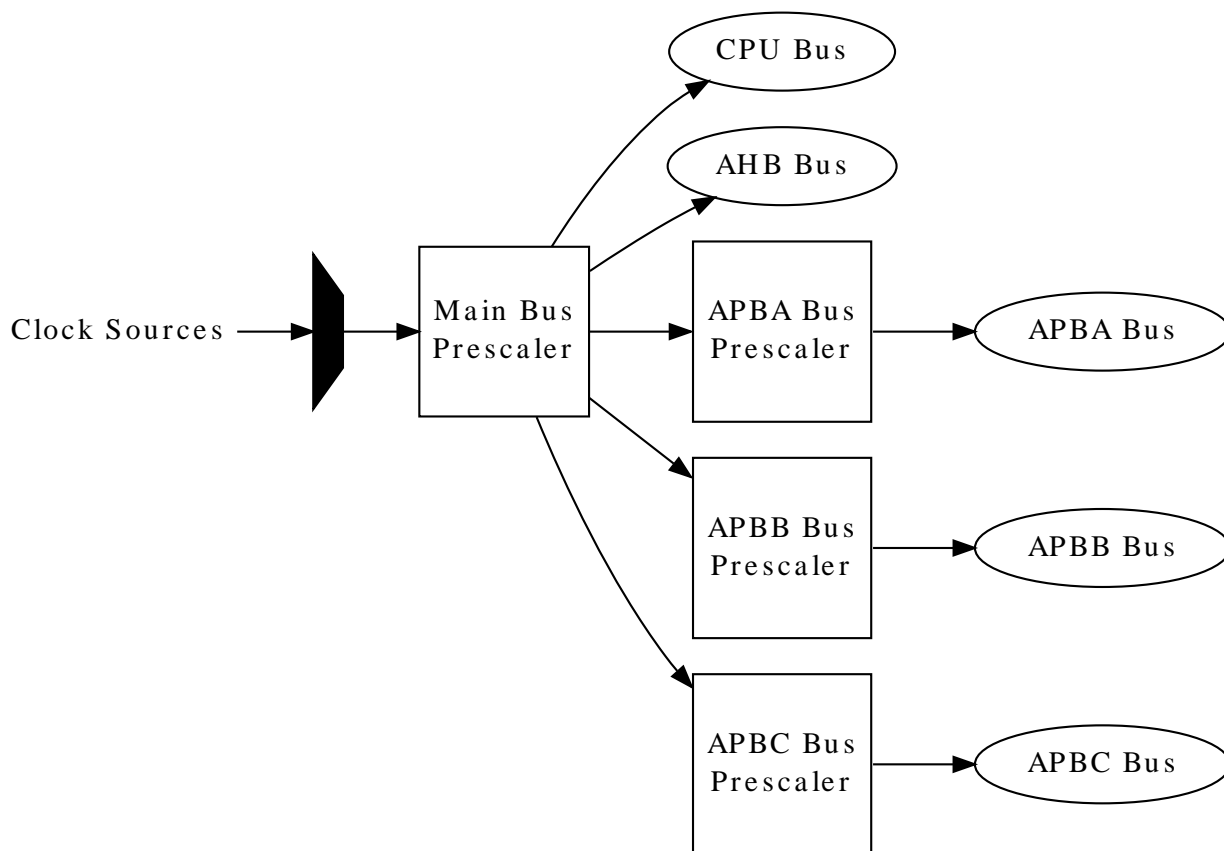 CPU Bus
AHB Bus
Clock Sources
Main Bus
Prescaler
APBA Bus
Prescaler
APBA Bus
APBB Bus
Prescaler
APBB Bus
APBC Bus
Prescaler
APBC Bus